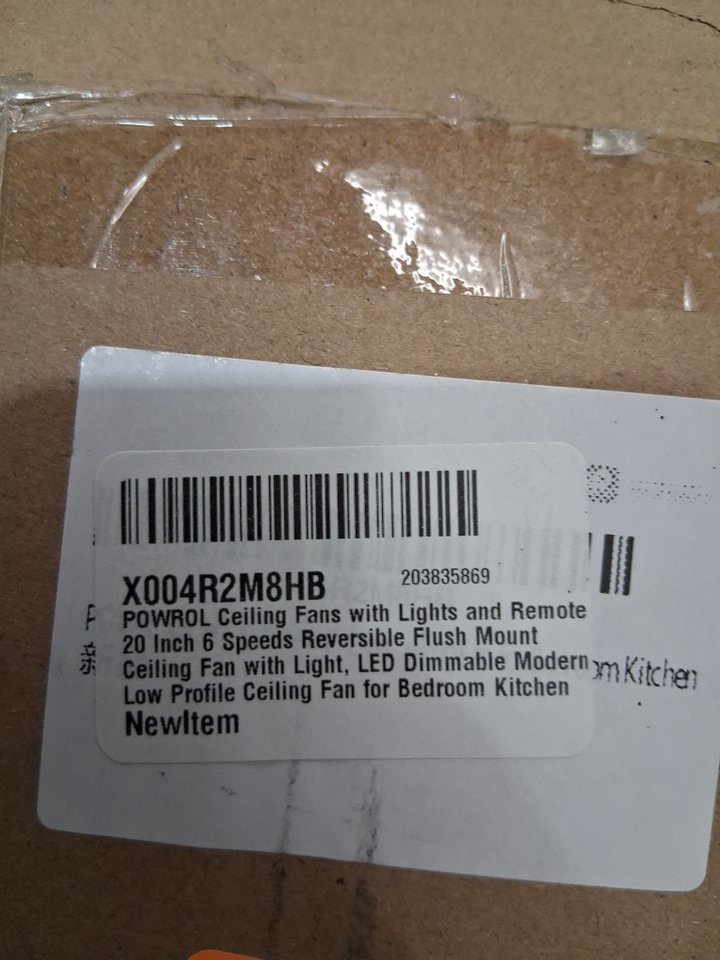 X004R2M8HB
203835869
POWROL Ceiling Fans with Lights and Remote
20 Inch 6 Speeds Reversible Flush Mount
Ceiling Fan with Light, LED Dimmable Modern
Low Profile Ceiling Fan for Bedroom Kitchen
NewItem
om Kitchen